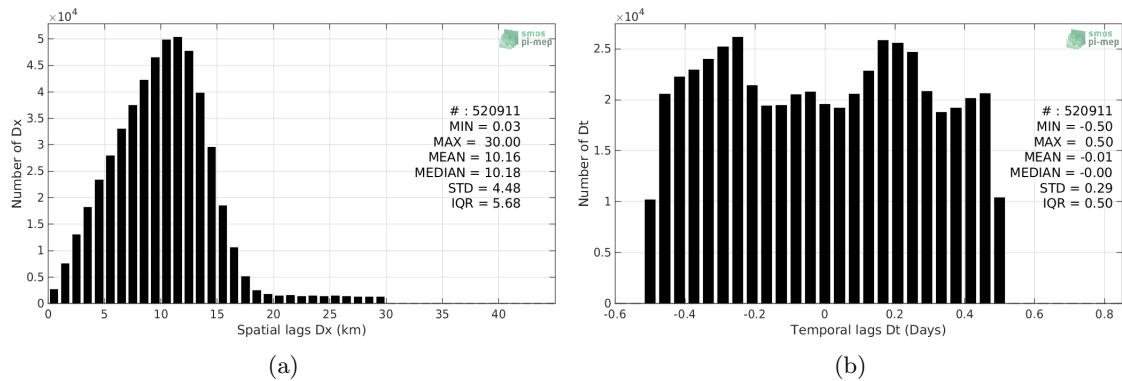 ×10⁴
5
4.5
4
3.5
3
2.5
2
1.5
1
0.5
0
Number of Dx
0 5 10 15 20 25 30 35 40
Spatial lags Dx (km)
smos
pi-mep
# : 520911
MIN = 0.03
MAX = 30.00
MEAN = 10.16
MEDIAN = 10.18
STD = 4.48
IQR = 5.68
(a)
×10⁴
2.5
2
1.5
1
0.5
0
Number of Dt
-0.6 -0.4 -0.2 0 0.2 0.4 0.6 0.8
Temporal lags Dt (Days)
smos
pi-mep
# : 520911
MIN = -0.50
MAX = 0.50
MEAN = -0.01
MEDIAN = -0.00
STD = 0.29
IQR = 0.50
(b)